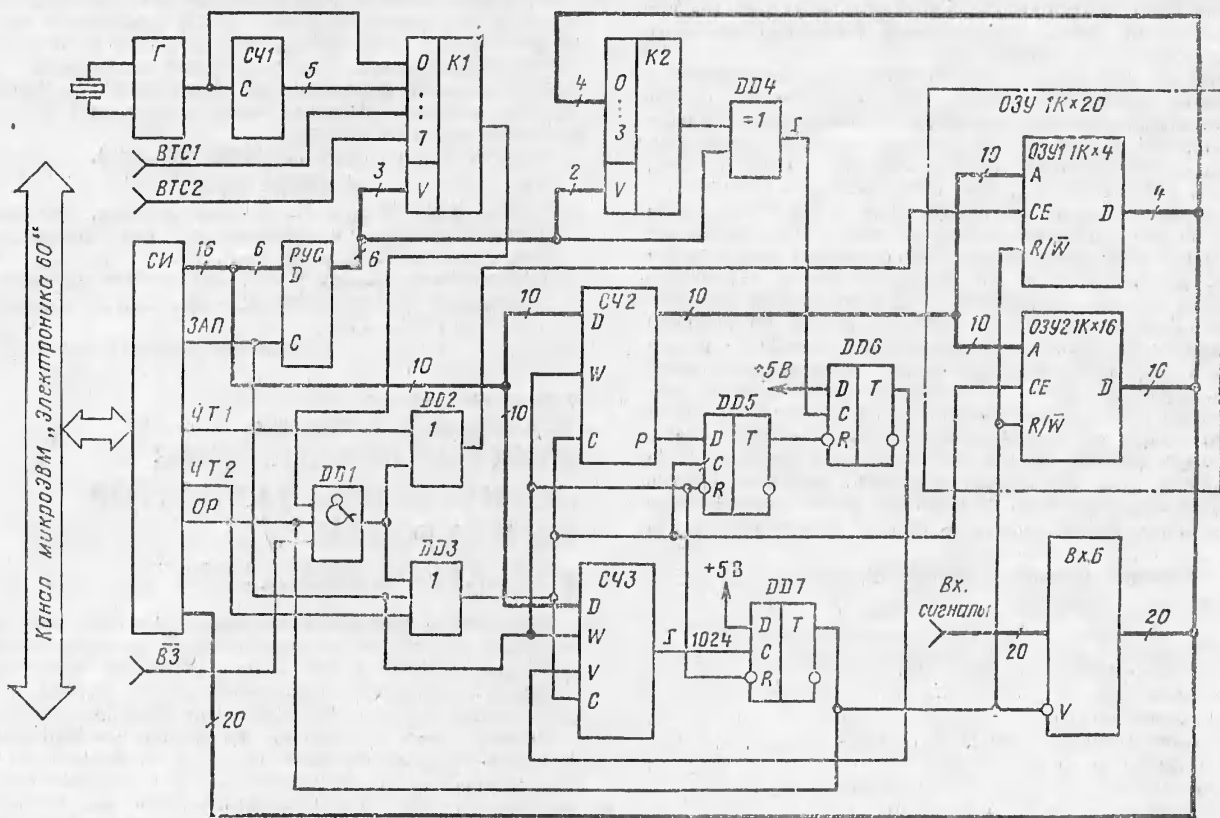 Канал микроЭВМ „Электроника 60“
Г
СЧ1
C
5
0
7
V
К1
3
ВТС1
ВТС2
4
0
3
V
К2
2
DD4
=1
ОЗУ 1К×20
ОЗУ1 1К×4
10
A
CE
R/W̅
D
4
ОЗУ2 1К×16
10
A
CE
R/W̅
D
16
СИ
16
6
РУС
D
C
6
ЗАП
10
ЧТ1
ЧТ2
ОР
В̅З̅
20
DD1
&
DD2
1
DD3
1
10
10
СЧ2
D
W
C
P
10
СЧ3
D
W
V
C
1024
DD5
D
C
R
T
+5В
DD6
D
C
R
T
+5В
DD7
D
C
R
T
Вх.
сигналы
20
Вх.Б
V
20